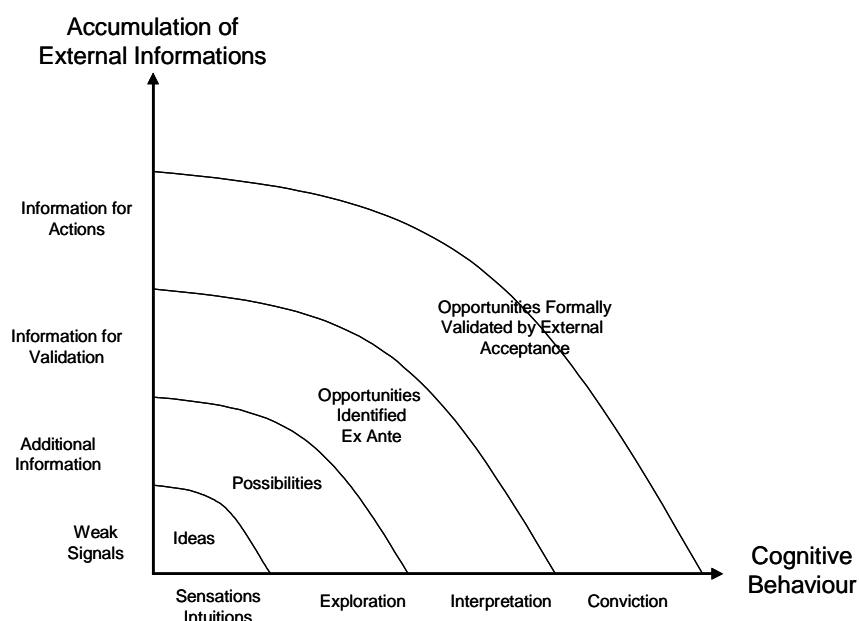 Accumulation of
External Informations
Information for
Actions
Opportunities Formally
Validated by External
Acceptance
Information for
Validation
Opportunities
Identified
Ex Ante
Additional
Information
Possibilities
Weak
Signals
Ideas
Cognitive
Behaviour
Sensations
Intuitions
Exploration
Interpretation
Conviction